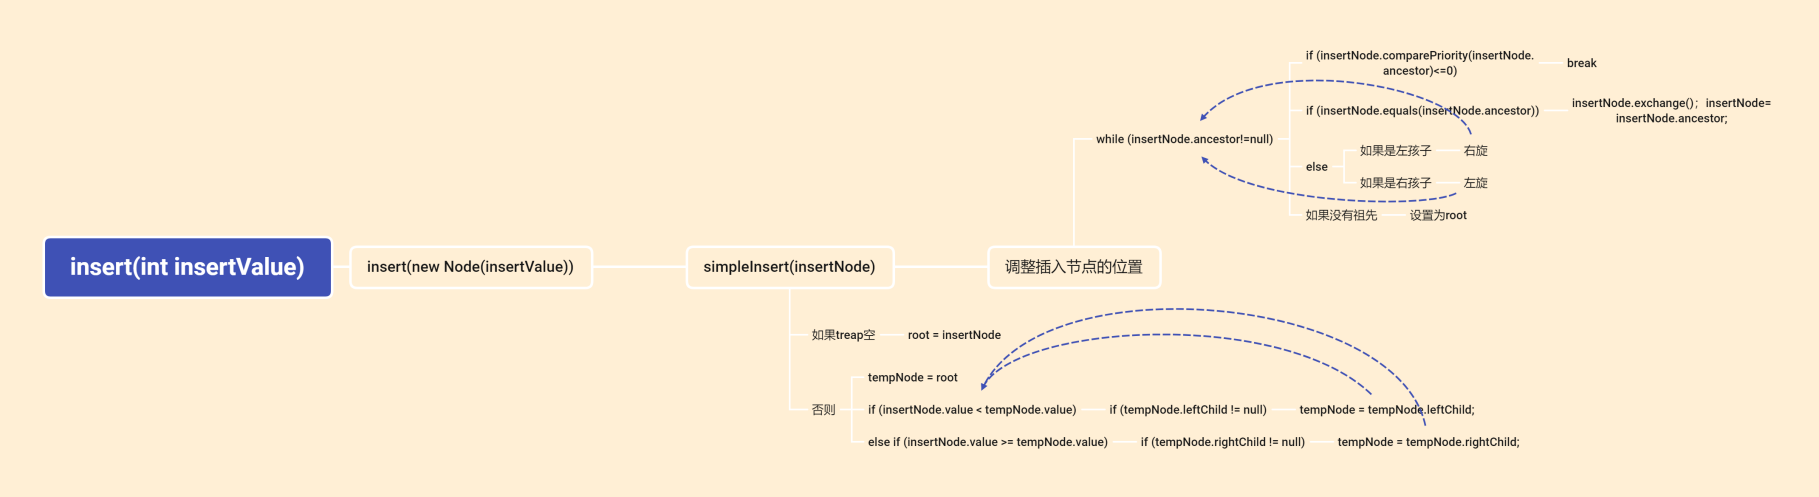 insert(int insertValue)
insert(new Node(insertValue))
simpleInsert(insertNode)
调整插入节点的位置
while (insertNode.ancestor!=null)
if (insertNode.comparePriority(insertNode.
ancestor)<=0)
break
if (insertNode.equals(insertNode.ancestor))
insertNode.exchange()；insertNode=
insertNode.ancestor;
else
如果是左孩子
右旋
如果是右孩子
左旋
如果没有祖先
设置为root
如果treap空
root = insertNode
否则
tempNode = root
if (insertNode.value < tempNode.value)
if (tempNode.leftChild != null)
tempNode = tempNode.leftChild;
else if (insertNode.value >= tempNode.value)
if (tempNode.rightChild != null)
tempNode = tempNode.rightChild;